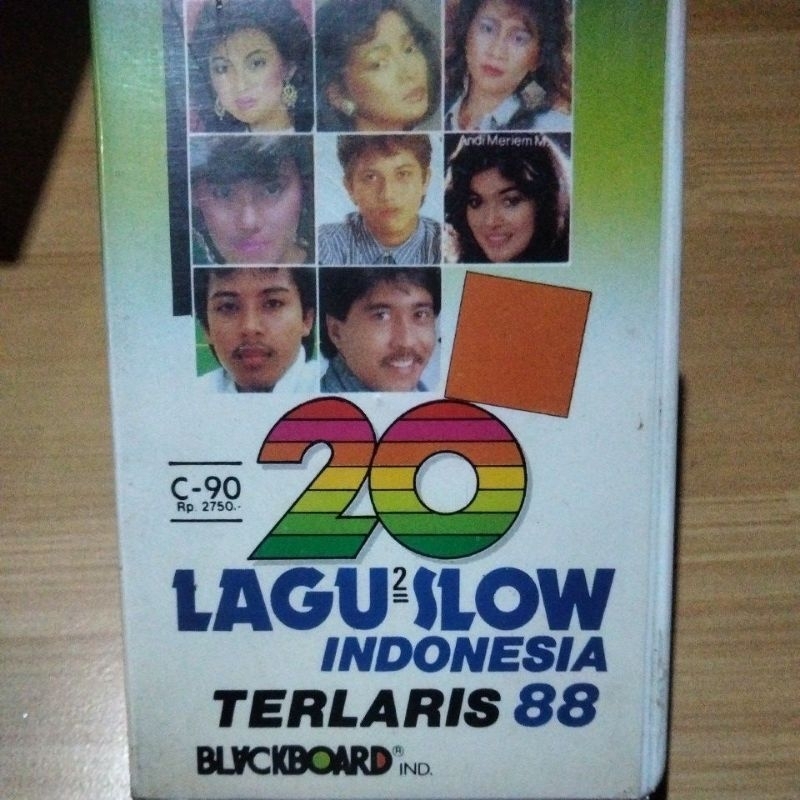 Andi Meriem M.
20
C-90
Rp. 2750.-
LAGU2 SLOW
INDONESIA
TERLARIS 88
BLACKBOARD® IND.